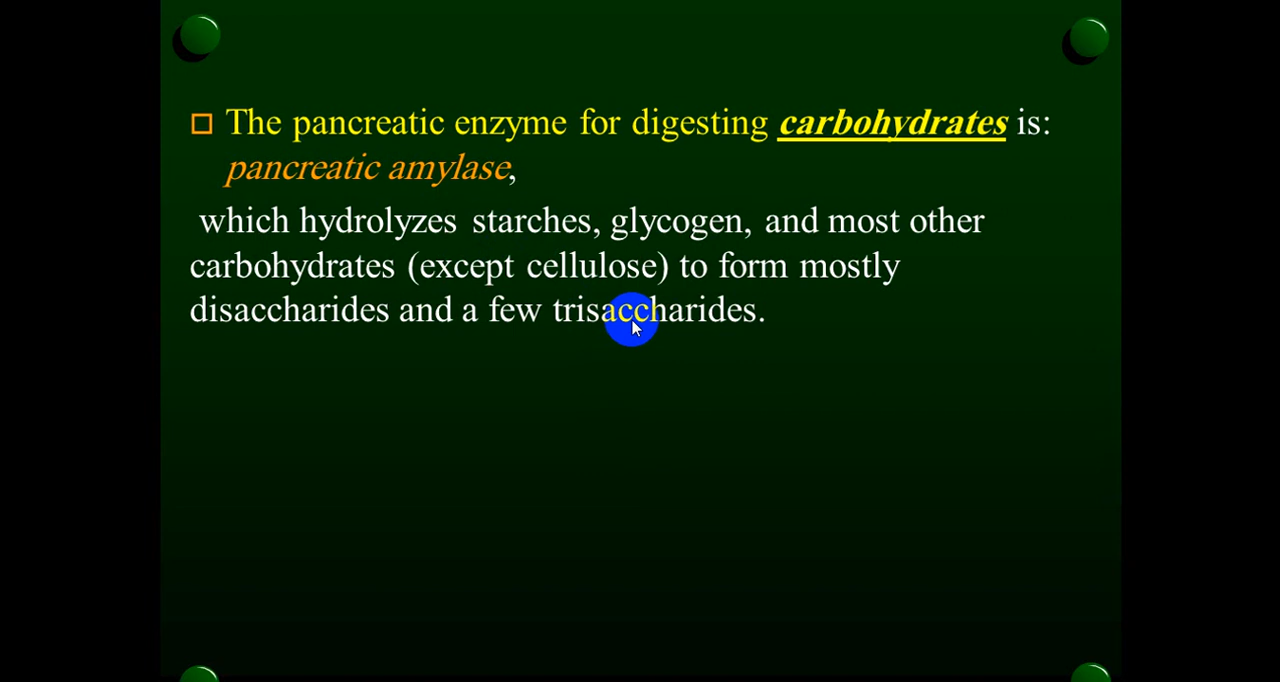 The pancreatic enzyme for digesting carbohydrates is:
pancreatic amylase,
which hydrolyzes starches, glycogen, and most other
carbohydrates (except cellulose) to form mostly
disaccharides and a few trisaccharides.